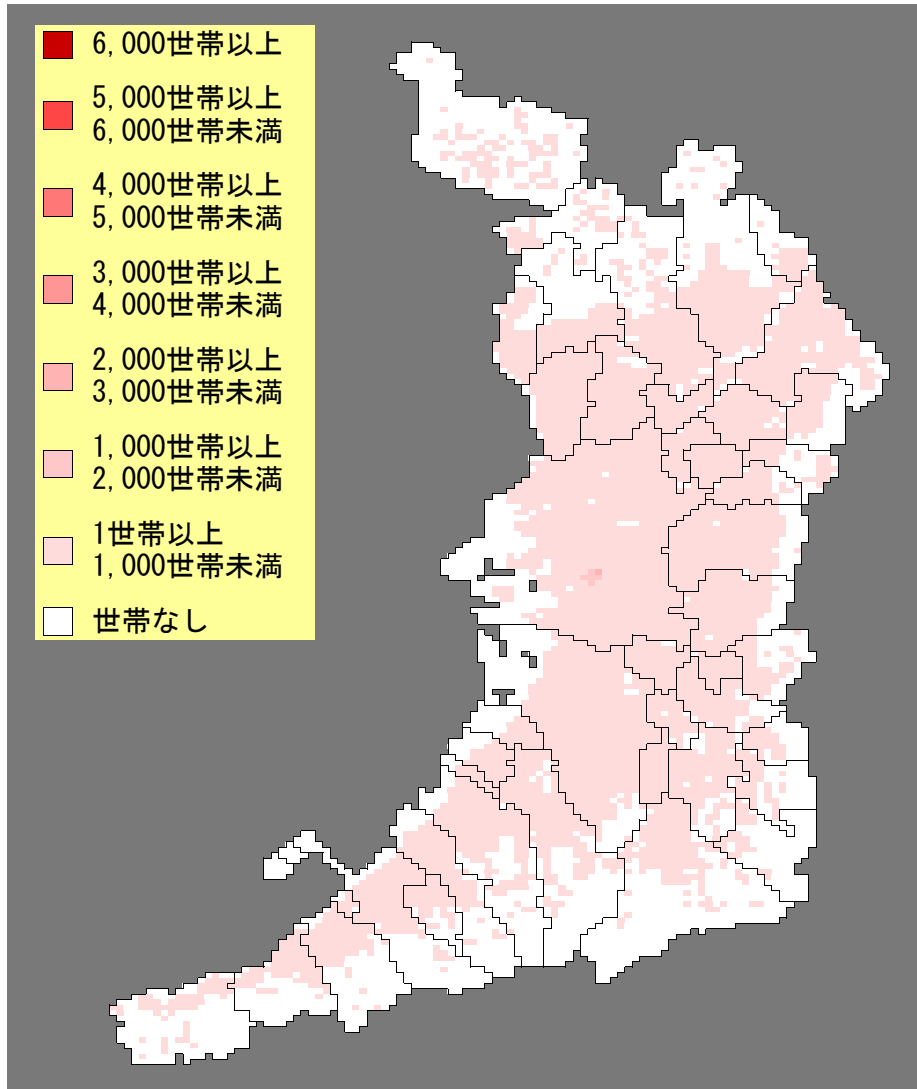 6,000世帯以上
5,000世帯以上
6,000世帯未満
4,000世帯以上
5,000世帯未満
3,000世帯以上
4,000世帯未満
2,000世帯以上
3,000世帯未満
1,000世帯以上
2,000世帯未満
1世帯以上
1,000世帯未満
世帯なし